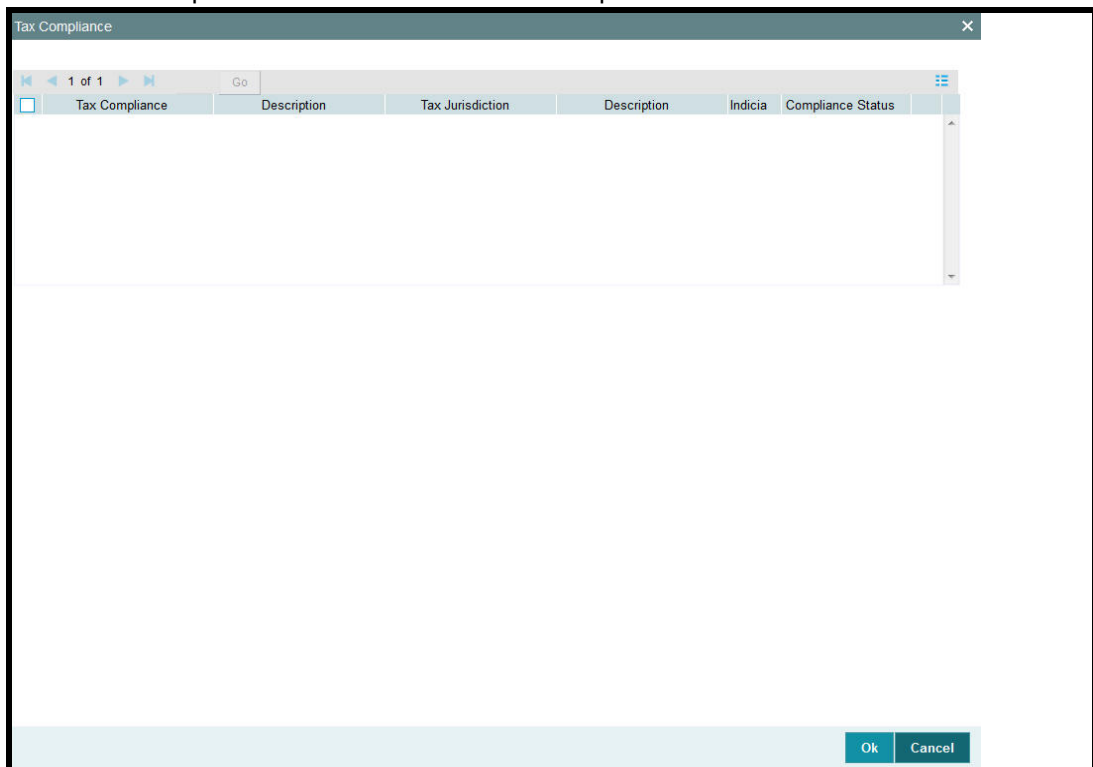 Tax Compliance
1 of 1 Go
Tax Compliance Description Tax Jurisdiction Description Indicia Compliance Status
Ok Cancel